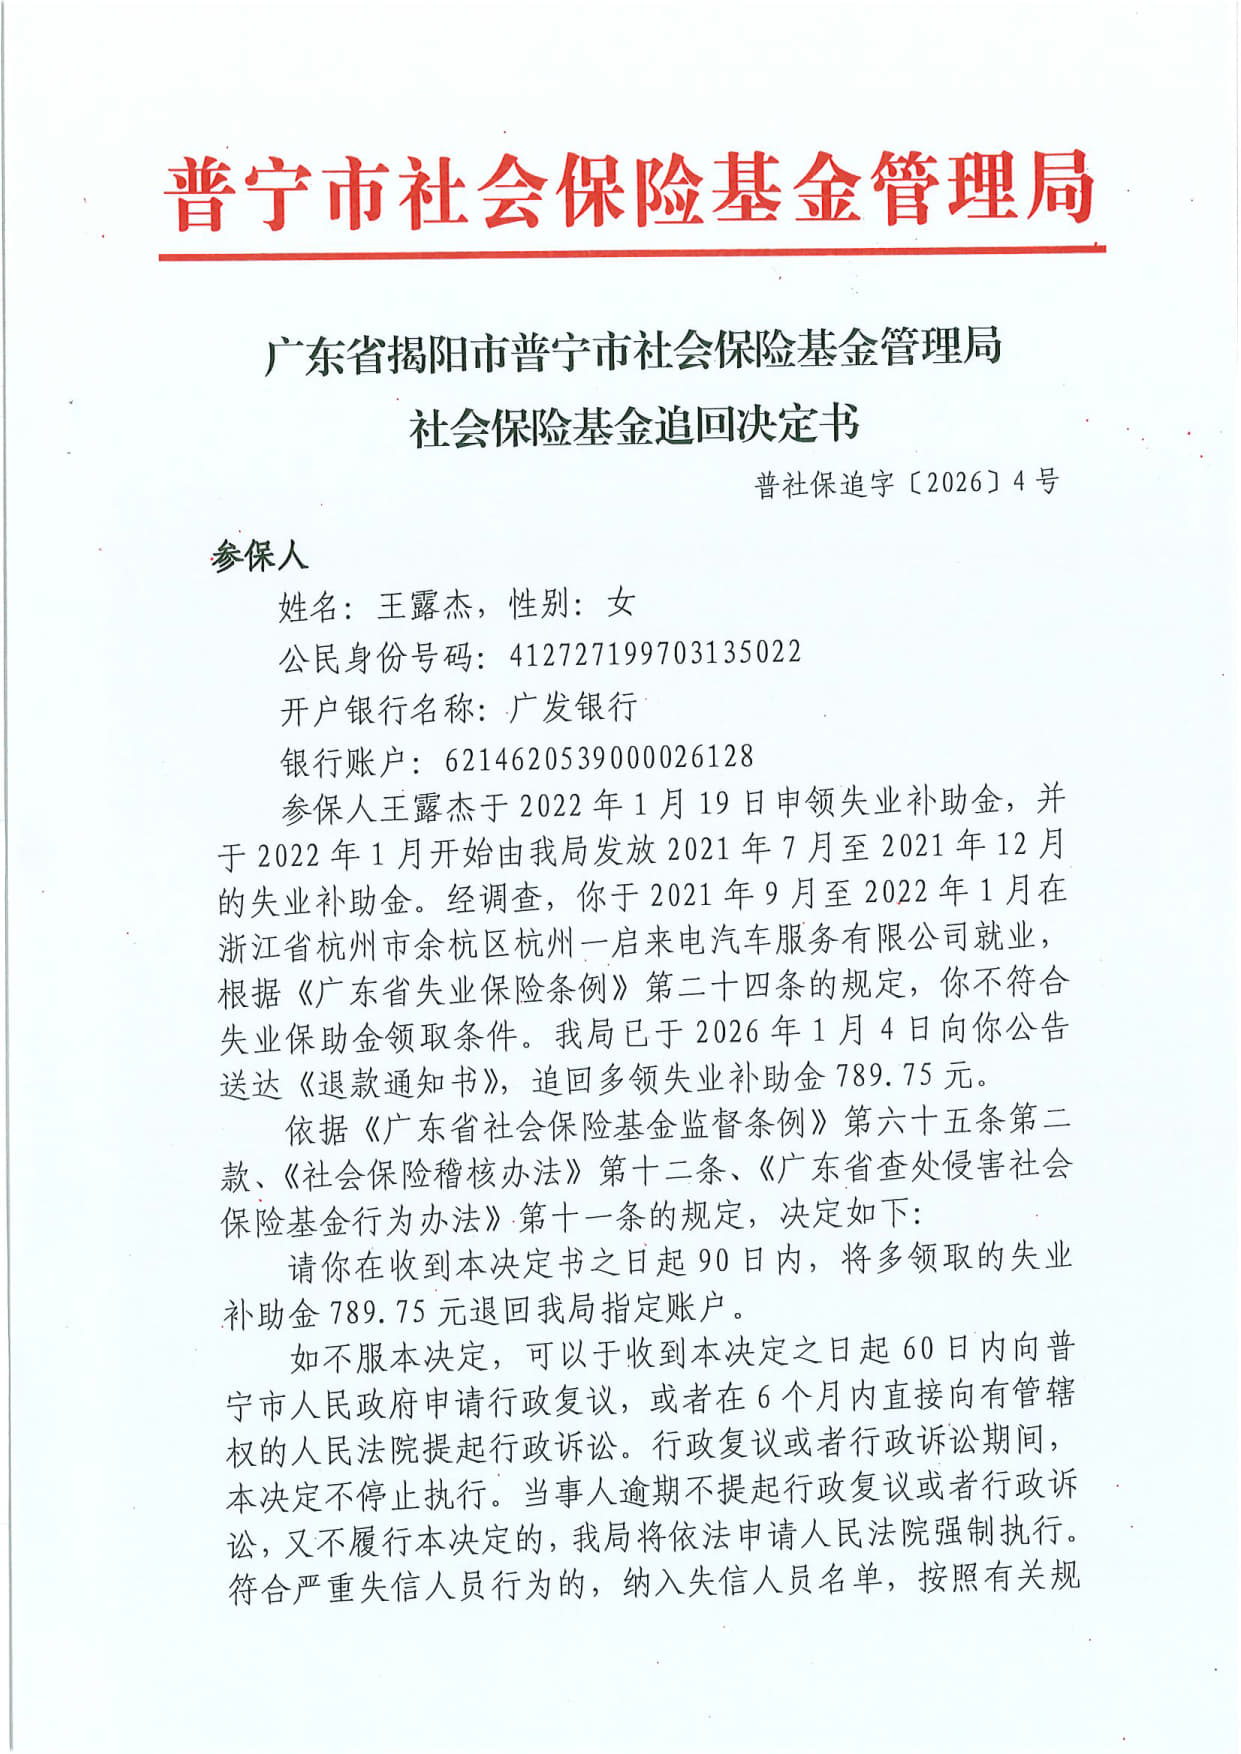 普宁市社会保险基金管理局
广东省揭阳市普宁市社会保险基金管理局
社会保险基金追回决定书
普社保追字〔2026〕4号
参保人
姓名：王露杰，性别：女
公民身份号码：412727199703135022
开户银行名称：广发银行
银行账户：6214620539000026128
参保人王露杰于2022年1月19日申领失业补助金，并
于2022年1月开始由我局发放2021年7月至2021年12月
的失业补助金。经调查，你于2021年9月至2022年1月在
浙江省杭州市余杭区杭州一启来电汽车服务有限公司就业，
根据《广东省失业保险条例》第二十四条的规定，你不符合
失业保助金领取条件。我局已于2026年1月4日向你公告
送达《退款通知书》，追回多领失业补助金789.75元。
依据《广东省社会保险基金监督条例》第六十五条第二
款、《社会保险稽核办法》第十二条、《广东省查处侵害社会
保险基金行为办法》第十一条的规定，决定如下：
请你在收到本决定书之日起90日内，将多领取的失业
补助金789.75元退回我局指定账户。
如不服本决定，可以于收到本决定之日起60日内向普
宁市人民政府申请行政复议，或者在6个月内直接向有管辖
权的人民法院提起行政诉讼。行政复议或者行政诉讼期间，
本决定不停止执行。当事人逾期不提起行政复议或者行政诉
讼，又不履行本决定的，我局将依法申请人民法院强制执行。
符合严重失信人员行为的，纳入失信人员名单，按照有关规